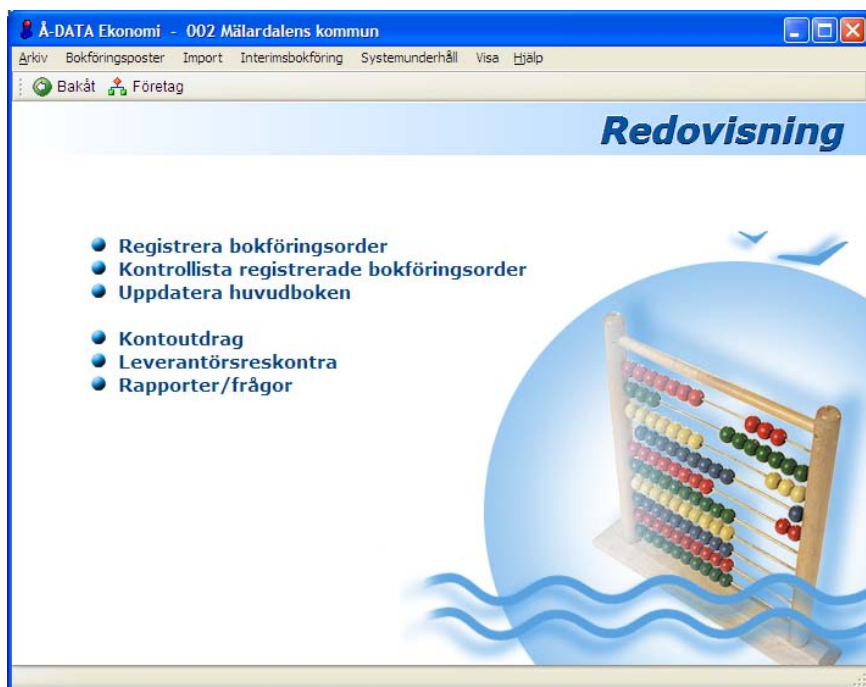 Å-DATA Ekonomi - 002 Mälardalens kommun
Arkiv Bokföringsposter Import Interimsbokföring Systemunderhåll Visa Hjälp
Bakåt Företag
Redovisning
Registrera bokföringsorder
Kontrollista registrerade bokföringsorder
Uppdatera huvudboken
Kontoutdrag
Leverantörsreskontra
Rapporter/frågor